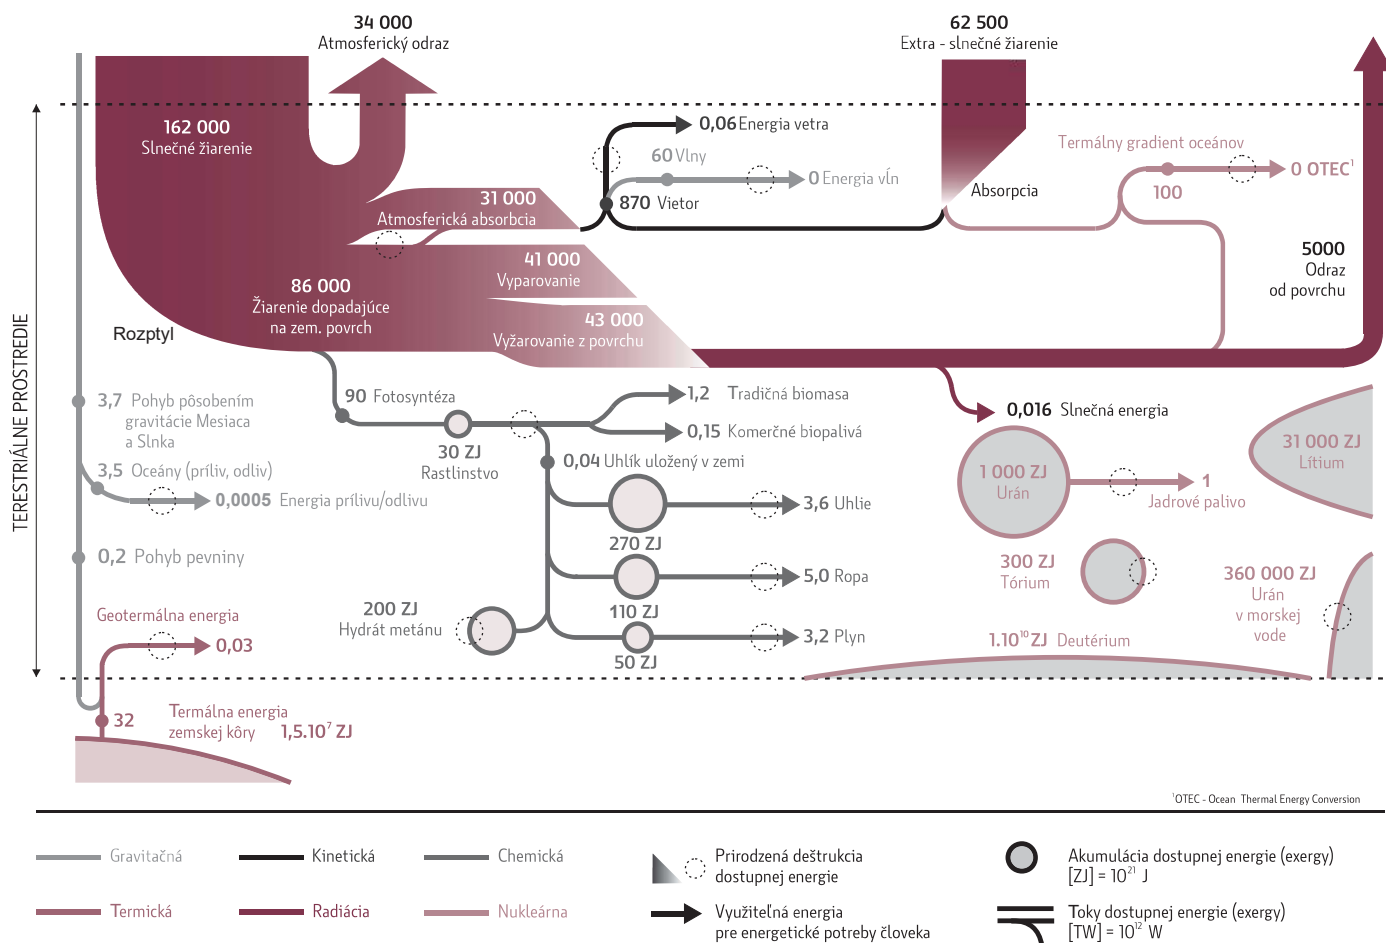 34 000
Atmosferický odraz
62 500
Extra - slnečné žiarenie
162 000
Slnečné žiarenie
0,06 Energia vetra
60 Vlny
0 Energia vĺn
870 Vietor
Absorpcia
Termálny gradient oceánov
0 OTEC¹
100
31 000
Atmosferická absorbcia
41 000
Vyparovanie
86 000
Žiarenie dopadajúce
na zem. povrch
43 000
Vyžarovanie z povrchu
5000
Odraz
od povrchu
Rozptyl
TERESTRIÁLNE PROSTREDIE
3,7 Pohyb pôsobením
gravitácie Mesiaca
a Slnka
3,5 Oceány (príliv, odliv)
0,0005 Energia prílivu/odlivu
0,2 Pohyb pevniny
Geotermálna energia
0,03
32
Termálna energia
zemskej kôry 1,5.10⁷ ZJ
90 Fotosyntéza
30 ZJ
Rastlinstvo
1,2 Tradičná biomasa
0,15 Komerčné biopalivá
0,04 Uhlík uložený v zemi
3,6 Uhlie
270 ZJ
5,0 Ropa
110 ZJ
200 ZJ
Hydrát metánu
3,2 Plyn
50 ZJ
0,016 Slnečná energia
1 000 ZJ
Urán
1
Jadrové palivo
31 000 ZJ
Lítium
300 ZJ
Tórium
360 000 ZJ
Urán
v morskej
vode
1.10¹⁰ ZJ Deutérium
¹OTEC - Ocean Thermal Energy Conversion
Gravitačná
Kinetická
Chemická
Termická
Radiácia
Nukleárna
Prirodzená deštrukcia
dostupnej energie
Využiteľná energia
pre energetické potreby človeka
Akumulácia dostupnej energie (exergy)
[ZJ] = 10²¹ J
Toky dostupnej energie (exergy)
[TW] = 10¹² W